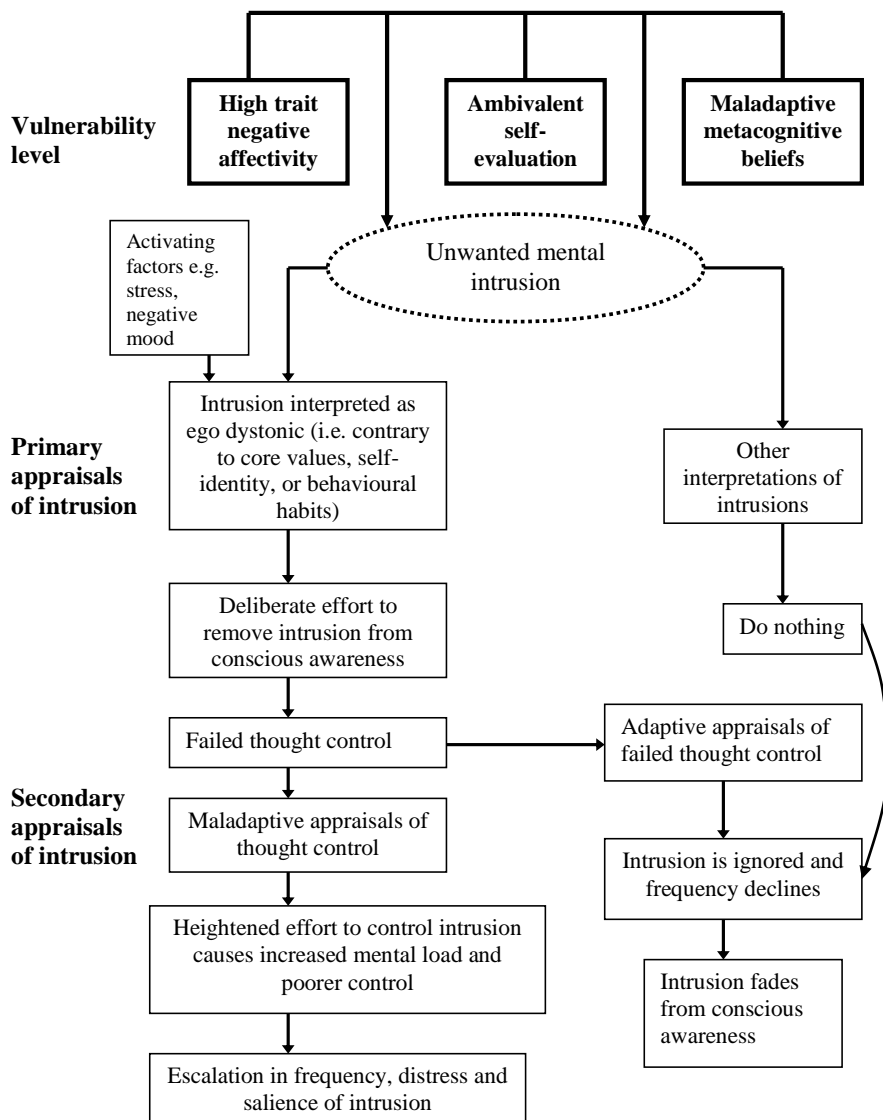 Vulnerability
level
High trait
negative
affectivity
Ambivalent
self-
evaluation
Maladaptive
metacognitive
beliefs
Activating
factors e.g.
stress,
negative
mood
Unwanted mental
intrusion
Primary
appraisals
of intrusion
Intrusion interpreted as
ego dystonic (i.e. contrary
to core values, self-
identity, or behavioural
habits)
Other
interpretations of
intrusions
Deliberate effort to
remove intrusion from
conscious awareness
Do nothing
Failed thought control
Adaptive appraisals of
failed thought control
Secondary
appraisals
of intrusion
Maladaptive appraisals of
thought control
Intrusion is ignored and
frequency declines
Heightened effort to control intrusion
causes increased mental load and
poorer control
Intrusion fades
from conscious
awareness
Escalation in frequency, distress and
salience of intrusion